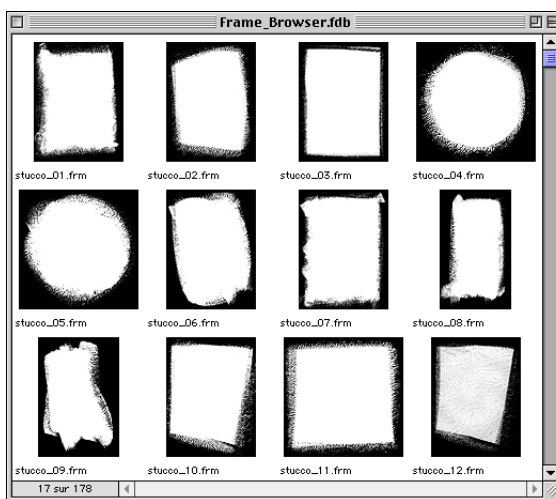 Frame_Browser.fdb
stucco_01.frm
stucco_02.frm
stucco_03.frm
stucco_04.frm
stucco_05.frm
stucco_06.frm
stucco_07.frm
stucco_08.frm
stucco_09.frm
stucco_10.frm
stucco_11.frm
stucco_12.frm
17 sur 178